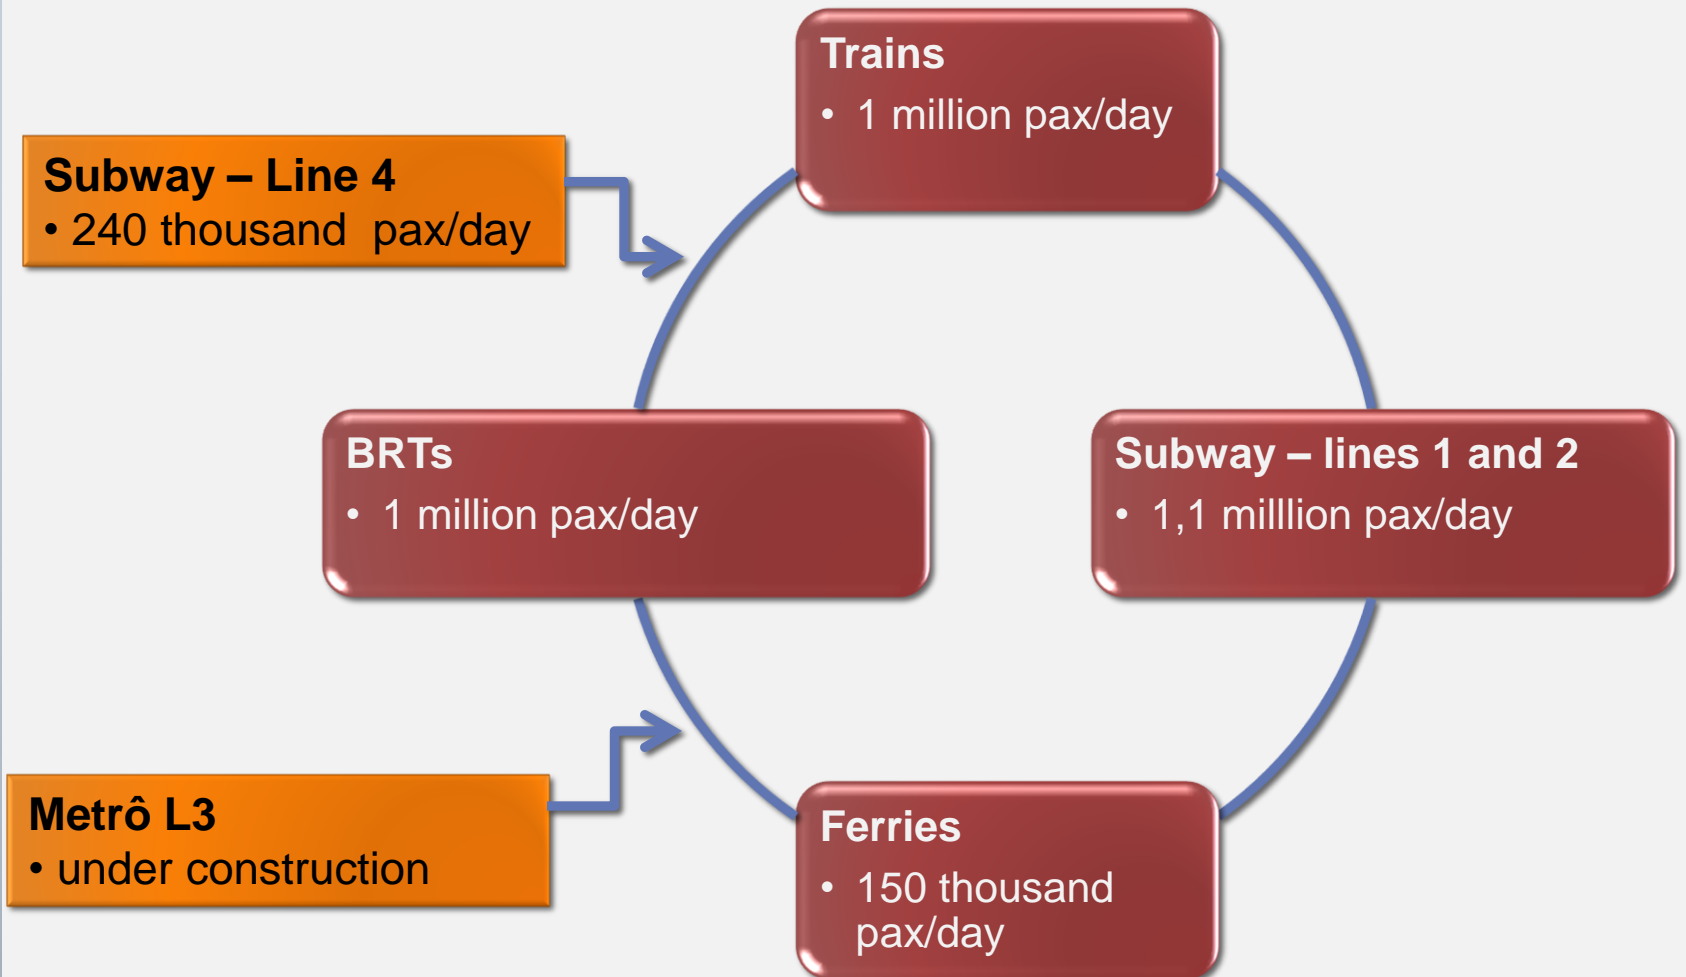 Trains
• 1 million pax/day
Subway – Line 4
• 240 thousand pax/day
BRTs
• 1 million pax/day
Subway – lines 1 and 2
• 1,1 milllion pax/day
Metrô L3
• under construction
Ferries
• 150 thousand
pax/day